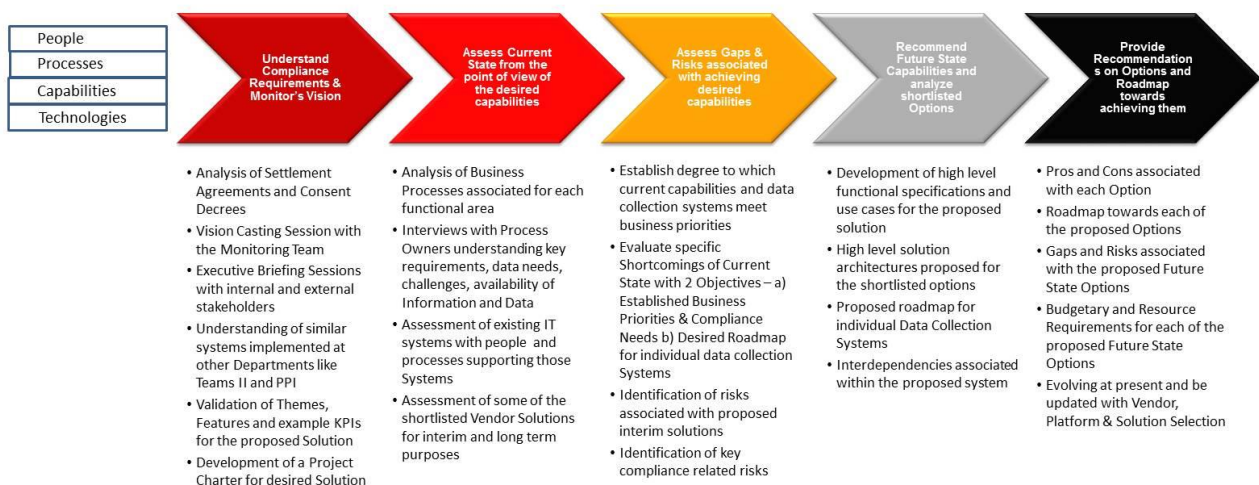 People
Processes
Capabilities
Technologies
Understand
Compliance
Requirements &
Monitor's Vision
Assess Current
State from the
point of view of
the desired
capabilities
Assess Gaps &
Risks associated
with achieving
desired
capabilities
Recommend
Future State
Capabilities and
analyze
shortlisted
Options
Provide
Recommendation
s on Options and
Roadmap
towards
achieving them
• Analysis of Settlement
Agreements and Consent
Decrees
• Vision Casting Session with
the Monitoring Team
• Executive Briefing Sessions
with internal and external
stakeholders
• Understanding of similar
systems implemented at
other Departments like
Teams II and PPI
• Validation of Themes,
Features and example KPIs
for the proposed Solution
• Development of a Project
Charter for desired Solution
• Analysis of Business
Processes associated for each
functional area
• Interviews with Process
Owners understanding key
requirements, data needs,
challenges, availability of
Information and Data
• Assessment of existing IT
systems with people and
processes supporting those
Systems
• Assessment of some of the
shortlisted Vendor Solutions
for interim and long term
purposes
• Establish degree to which
current capabilities and data
collection systems meet
business priorities
• Evaluate specific
Shortcomings of Current
State with 2 Objectives – a)
Established Business
Priorities & Compliance
Needs b) Desired Roadmap
for individual data collection
Systems
• Identification of risks
associated with proposed
interim solutions
• Identification of key
compliance related risks
• Development of high level
functional specifications and
use cases for the proposed
solution
• High level solution
architectures proposed for
the shortlisted options
• Proposed roadmap for
individual Data Collection
Systems
• Interdependencies associated
within the proposed system
• Pros and Cons associated
with each Option
• Roadmap towards each of
the proposed Options
• Gaps and Risks associated
with the proposed Future
State Options
• Budgetary and Resource
Requirements for each of the
proposed Future State
Options
• Evolving at present and be
updated with Vendor,
Platform & Solution Selection